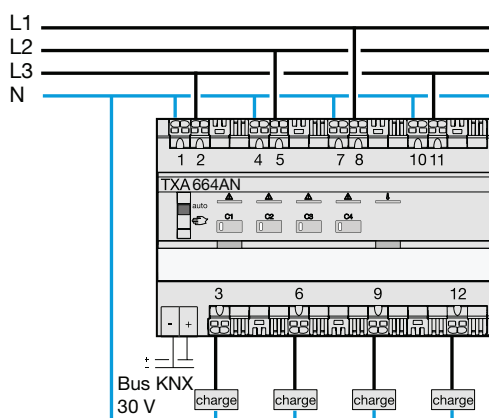 L1
L2
L3
N
1 2 4 5 7 8 10 11
TXA 664AN
auto
C1 C2 C3 C4
3 6 9 12
- +
+
-
Bus KNX
30 V
charge charge charge charge